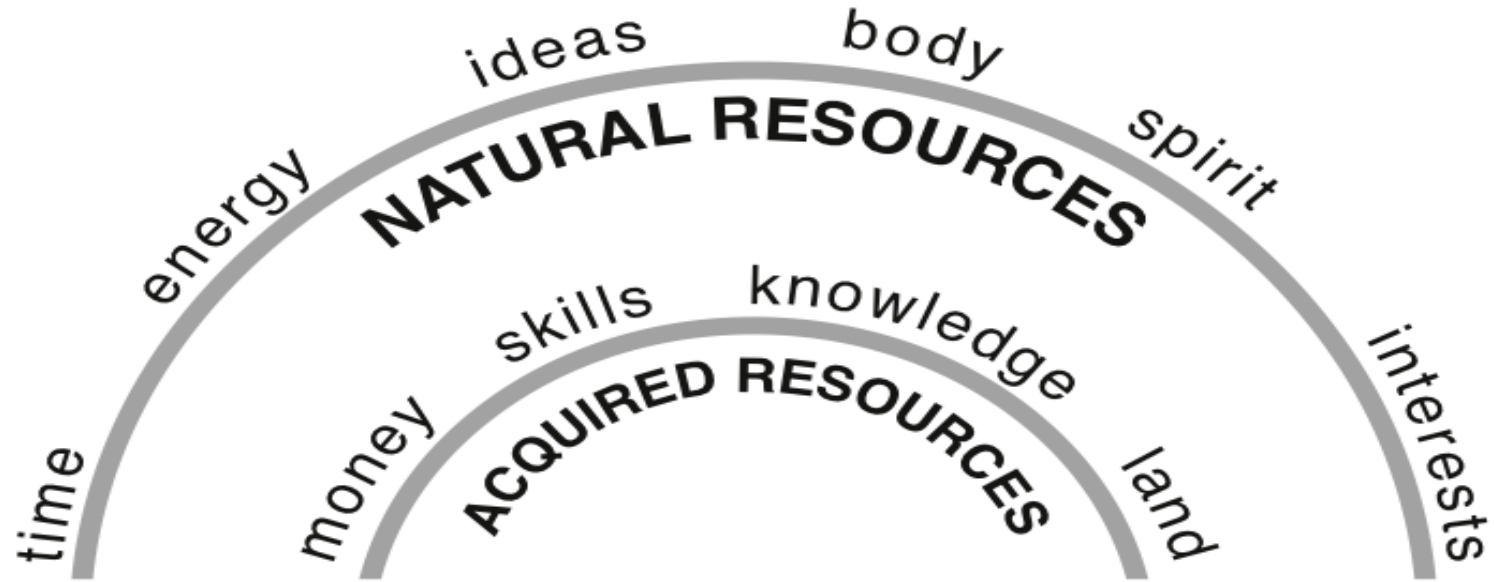 time energy ideas body spirit interests
NATURAL RESOURCES
money skills knowledge land
ACQUIRED RESOURCES